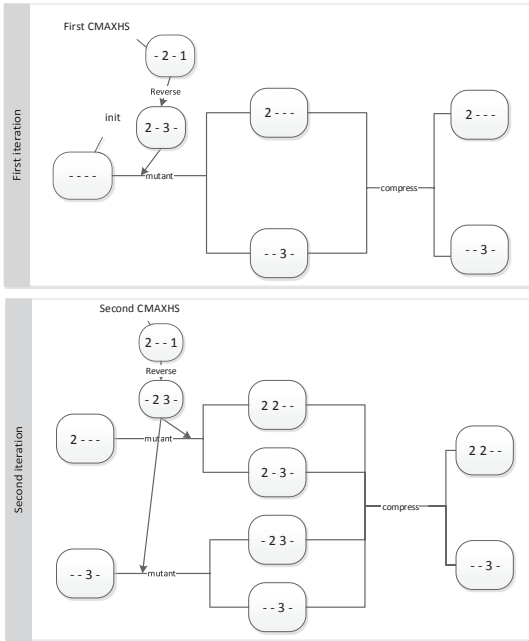 First iteration
First CMAXHS
- 2 - 1
Reverse
2 - 3 -
init
- - - -
mutant
2 - - -
- - 3 -
compress
2 - - -
- - 3 -
Second iteration
Second CMAXHS
2 - - 1
Reverse
- 2 3 -
2 - - -
mutant
2 2 - -
2 - 3 -
- - 3 -
mutant
- 2 3 -
- - 3 -
compress
2 2 - -
- - 3 -